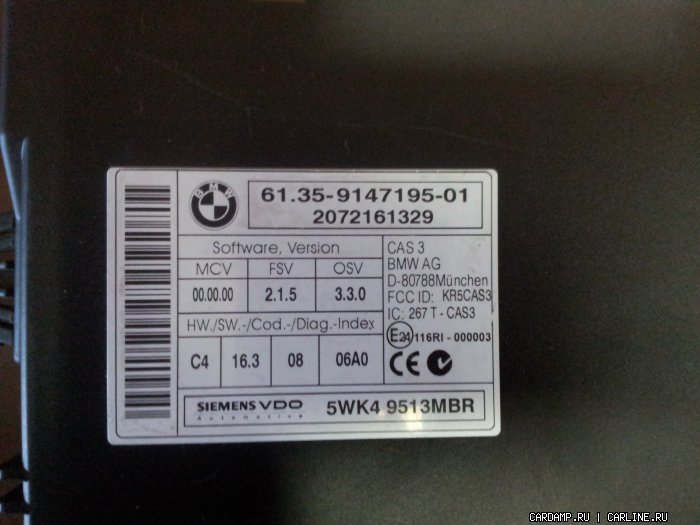 BMW
61.35-9147195-01
2072161329
Software, Version
MCV FSV OSV
00.00.00 2.1.5 3.3.0
HW./SW.-/Cod.-/Diag.-Index
C4 16.3 08 06A0
CAS 3
BMW AG
D-80788München
FCC ID: KR5CAS3
IC: 267 T - CAS3
E24 116RI - 000003
CE
SIEMENS VDO
Automotive
5WK4 9513MBR
CARDAMP.RU | CARLINE.RU